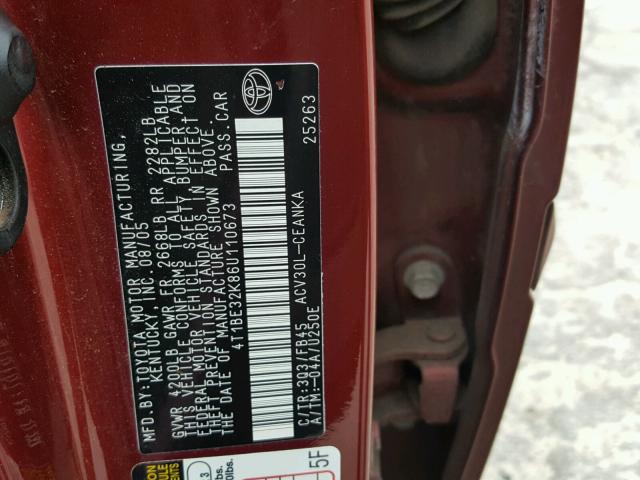 MFD.BY:TOYOTA MOTOR MANUFACTURING,
KENTUCKY, INC. 08/05
GVWR 4200LB GAWR FR 2668LB RR 2282LB
THIS VEHICLE CONFORMS TO ALL APPLICABLE
FEDERAL MOTOR VEHICLE SAFETY, BUMPER, AND
THEFT PREVENTION STANDARDS IN EFFECT ON
THE DATE OF MANUFACTURE SHOWN ABOVE.
4T1BE32K86U110673 PASS.CAR
ACV30L-CEANKA
C/TR:3Q3/FB45
A/TM:-04A/U250E 25263
5F